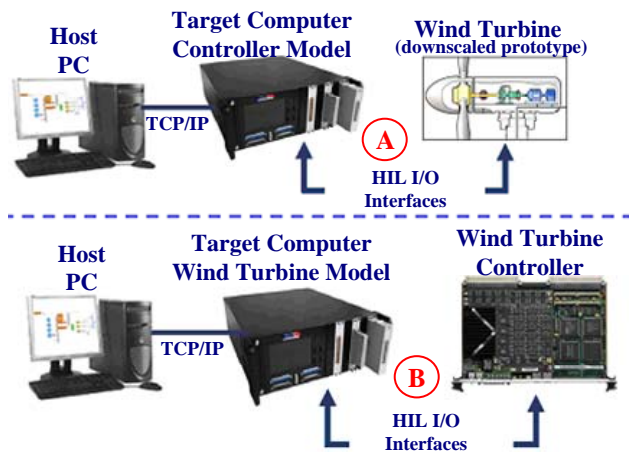 Host
PC
Target Computer
Controller Model
Wind Turbine
(downscaled prototype)
TCP/IP
A
HIL I/O
Interfaces
Host
PC
Target Computer
Wind Turbine Model
Wind Turbine
Controller
TCP/IP
B
HIL I/O
Interfaces